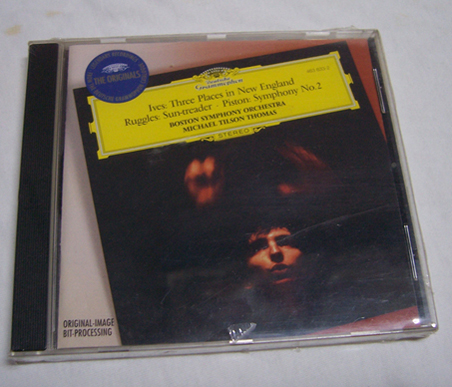 THE ORIGINALS
Deutsche
Grammophon
Ives: Three Places in New England
Ruggles: Sun-treader · Piston: Symphony No. 2
BOSTON SYMPHONY ORCHESTRA
MICHAEL TILSON THOMAS
STEREO
ORIGINAL-IMAGE
BIT-PROCESSING